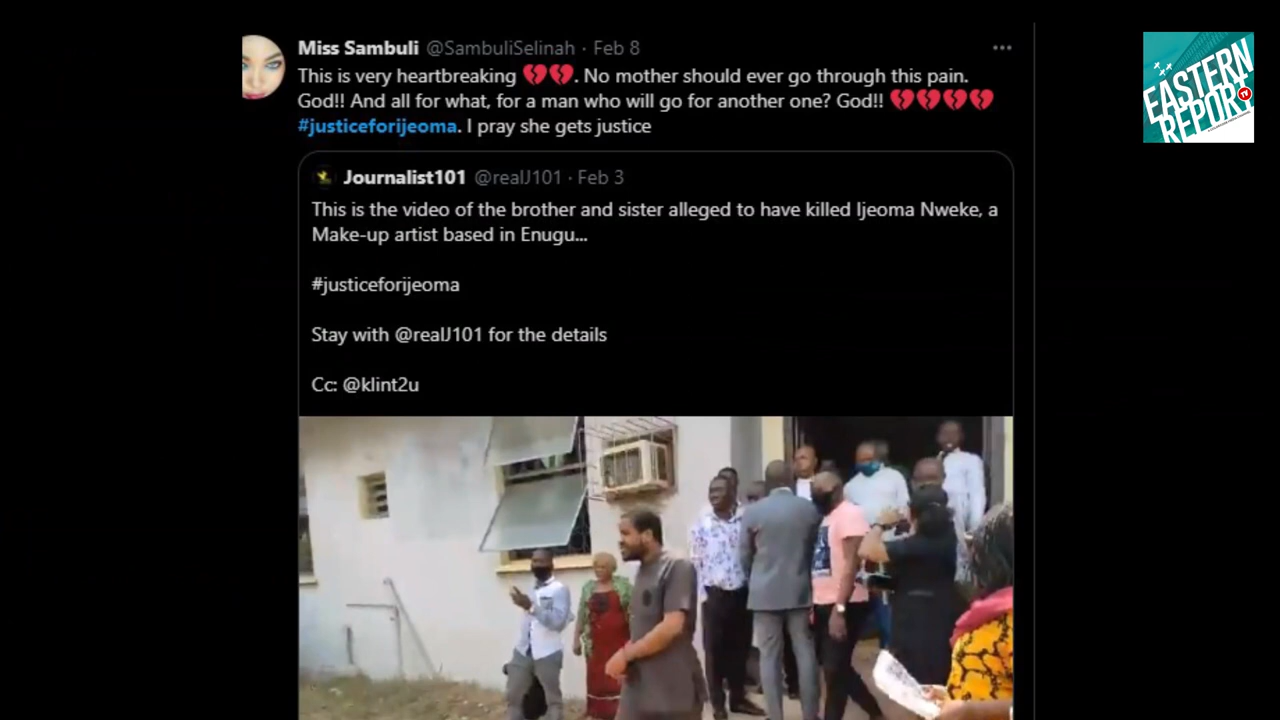 Miss Sambuli @SambuliSelinah · Feb 8
This is very heartbreaking 💔💔. No mother should ever go through this pain.
God!! And all for what, for a man who will go for another one? God!! 💔💔💔💔
#justiceforijeoma. I pray she gets justice
Journalist101 @realJ101 · Feb 3
This is the video of the brother and sister alleged to have killed Ijeoma Nweke, a
Make-up artist based in Enugu...
#justiceforijeoma
Stay with @realJ101 for the details
Cc: @klint2u
EASTERN
REPORT
TV